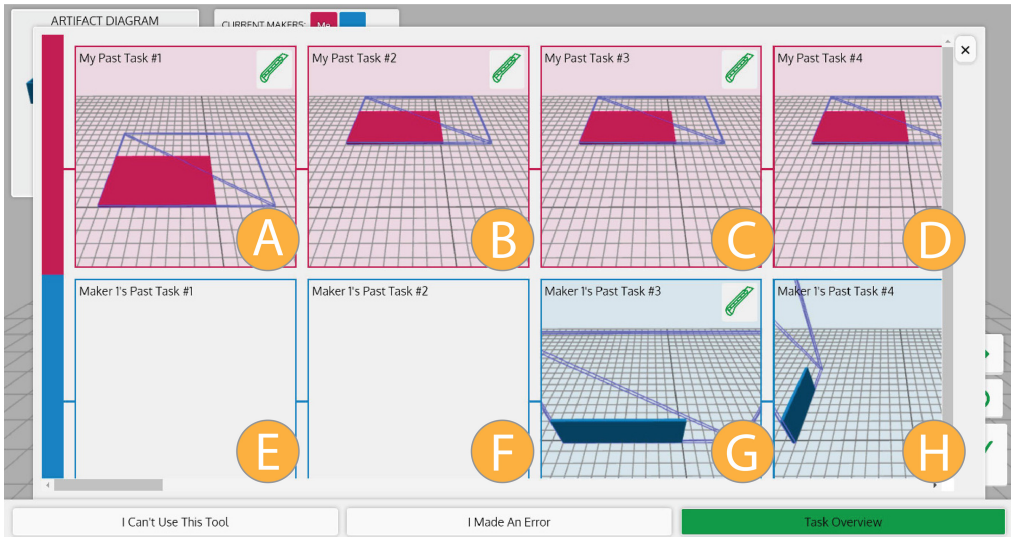 ARTIFACT DIAGRAM
CURRENT MAKERS: Me
My Past Task #1
My Past Task #2
My Past Task #3
My Past Task #4
A
B
C
D
Maker 1's Past Task #1
Maker 1's Past Task #2
Maker 1's Past Task #3
Maker 1's Past Task #4
E
F
G
H
I Can't Use This Tool
I Made An Error
Task Overview